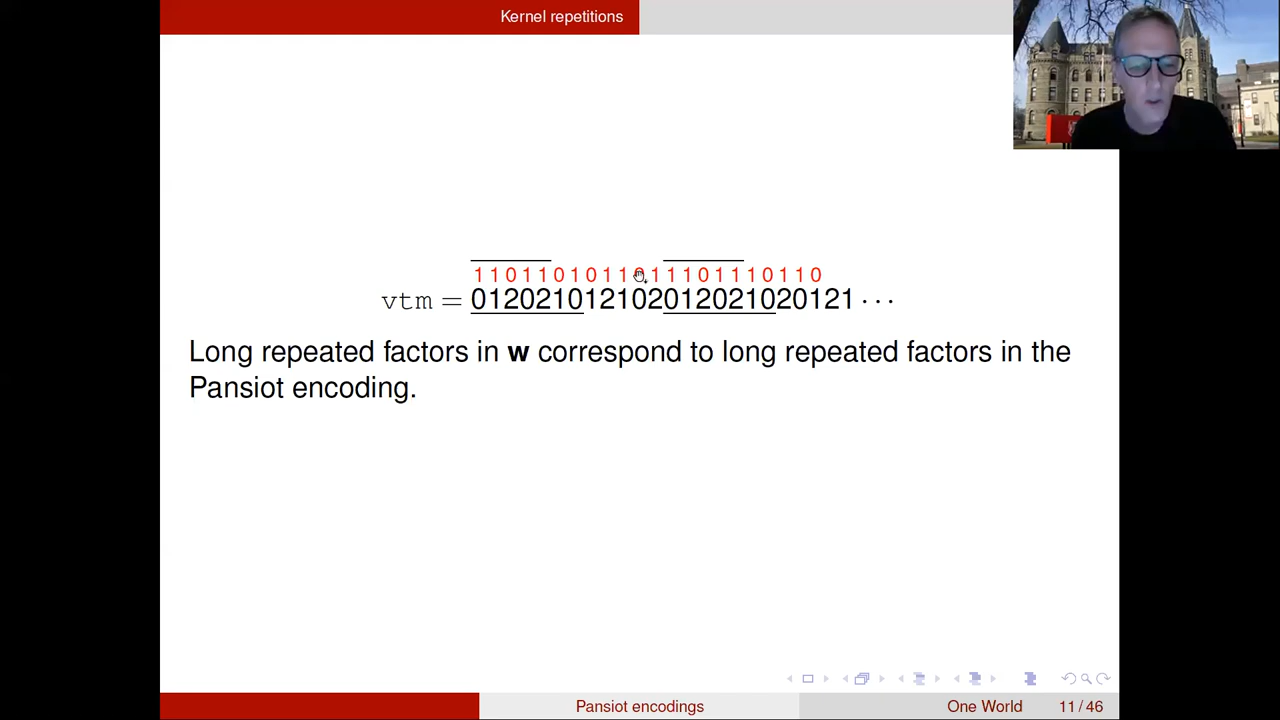 Kernel repetitions
1 1 0 1 1 0 1 0 1 1 0 1 1 1 0 1 1 1 0 1 1 0
vtm = 012021012102012021020121 ···
Long repeated factors in w correspond to long repeated factors in the
Pansiot encoding.
Pansiot encodings
One World
11 / 46